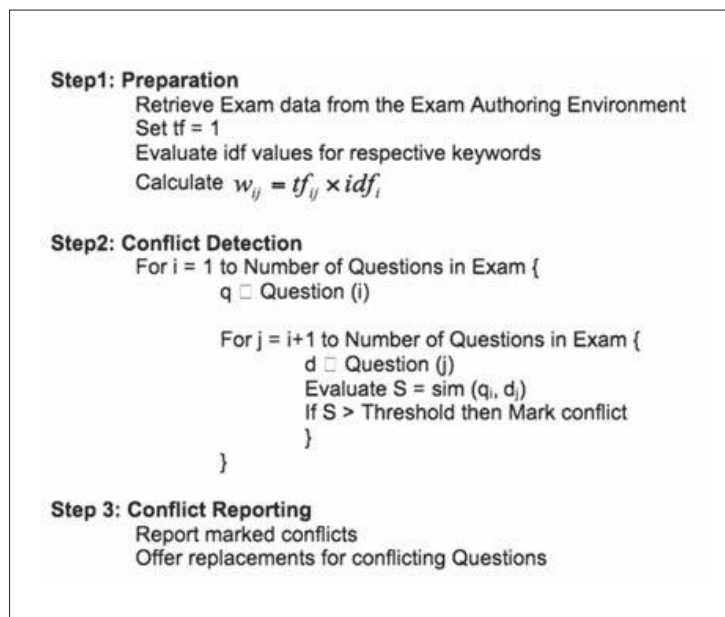 Step1: Preparation
Retrieve Exam data from the Exam Authoring Environment
Set tf = 1
Evaluate idf values for respective keywords
Calculate w_ij = tf_ij × idf_i
Step2: Conflict Detection
For i = 1 to Number of Questions in Exam {
q □ Question (i)
For j = i+1 to Number of Questions in Exam {
d □ Question (j)
Evaluate S = sim (q_i, d_j)
If S > Threshold then Mark conflict
}
}
Step 3: Conflict Reporting
Report marked conflicts
Offer replacements for conflicting Questions